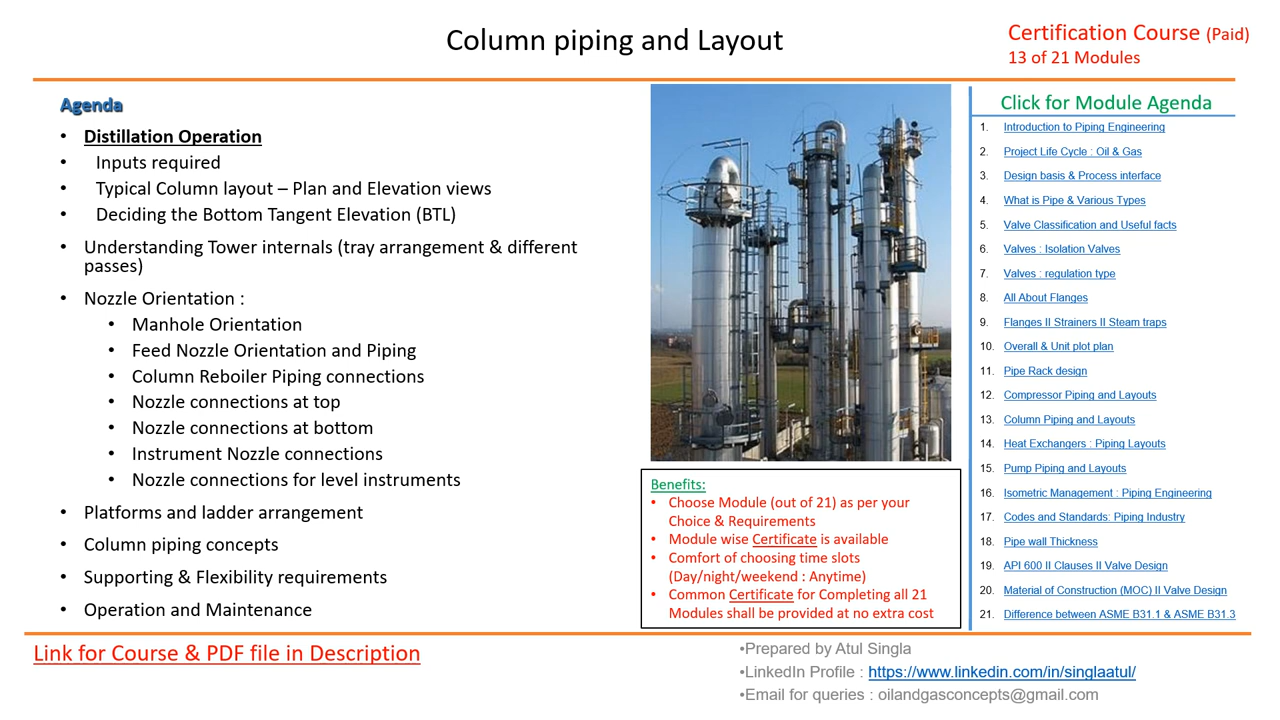 Column piping and Layout
Certification Course (Paid)
13 of 21 Modules
Agenda
• Distillation Operation
• Inputs required
• Typical Column layout – Plan and Elevation views
• Deciding the Bottom Tangent Elevation (BTL)
• Understanding Tower internals (tray arrangement & different
passes)
• Nozzle Orientation :
• Manhole Orientation
• Feed Nozzle Orientation and Piping
• Column Reboiler Piping connections
• Nozzle connections at top
• Nozzle connections at bottom
• Instrument Nozzle connections
• Nozzle connections for level instruments
• Platforms and ladder arrangement
• Column piping concepts
• Supporting & Flexibility requirements
• Operation and Maintenance
Benefits:
• Choose Module (out of 21) as per your
Choice & Requirements
• Module wise Certificate is available
• Comfort of choosing time slots
(Day/night/weekend : Anytime)
• Common Certificate for Completing all 21
Modules shall be provided at no extra cost
Click for Module Agenda
1. Introduction to Piping Engineering
2. Project Life Cycle : Oil & Gas
3. Design basis & Process interface
4. What is Pipe & Various Types
5. Valve Classification and Useful facts
6. Valves : Isolation Valves
7. Valves : regulation type
8. All About Flanges
9. Flanges II Strainers II Steam traps
10. Overall & Unit plot plan
11. Pipe Rack design
12. Compressor Piping and Layouts
13. Column Piping and Layouts
14. Heat Exchangers : Piping Layouts
15. Pump Piping and Layouts
16. Isometric Management : Piping Engineering
17. Codes and Standards: Piping Industry
18. Pipe wall Thickness
19. API 600 II Clauses II Valve Design
20. Material of Construction (MOC) II Valve Design
21. Difference between ASME B31.1 & ASME B31.3
Link for Course & PDF file in Description
•Prepared by Atul Singla
•LinkedIn Profile : https://www.linkedin.com/in/singlaatul/
•Email for queries : oilandgasconcepts@gmail.com